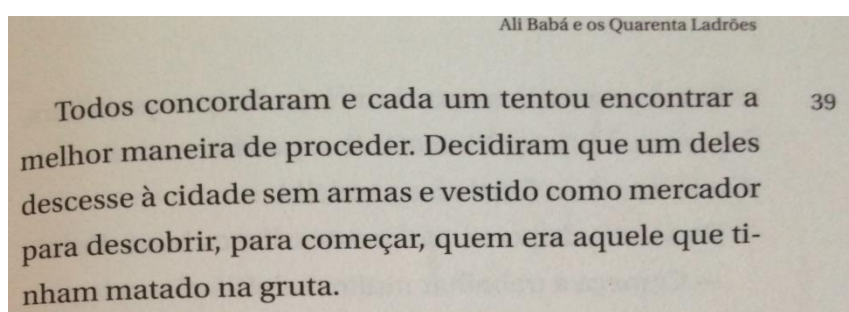 Ali Babá e os Quarenta Ladrões
Todos concordaram e cada um tentou encontrar a 39
melhor maneira de proceder. Decidiram que um deles
descesse à cidade sem armas e vestido como mercador
para descobrir, para começar, quem era aquele que ti-
nham matado na gruta.